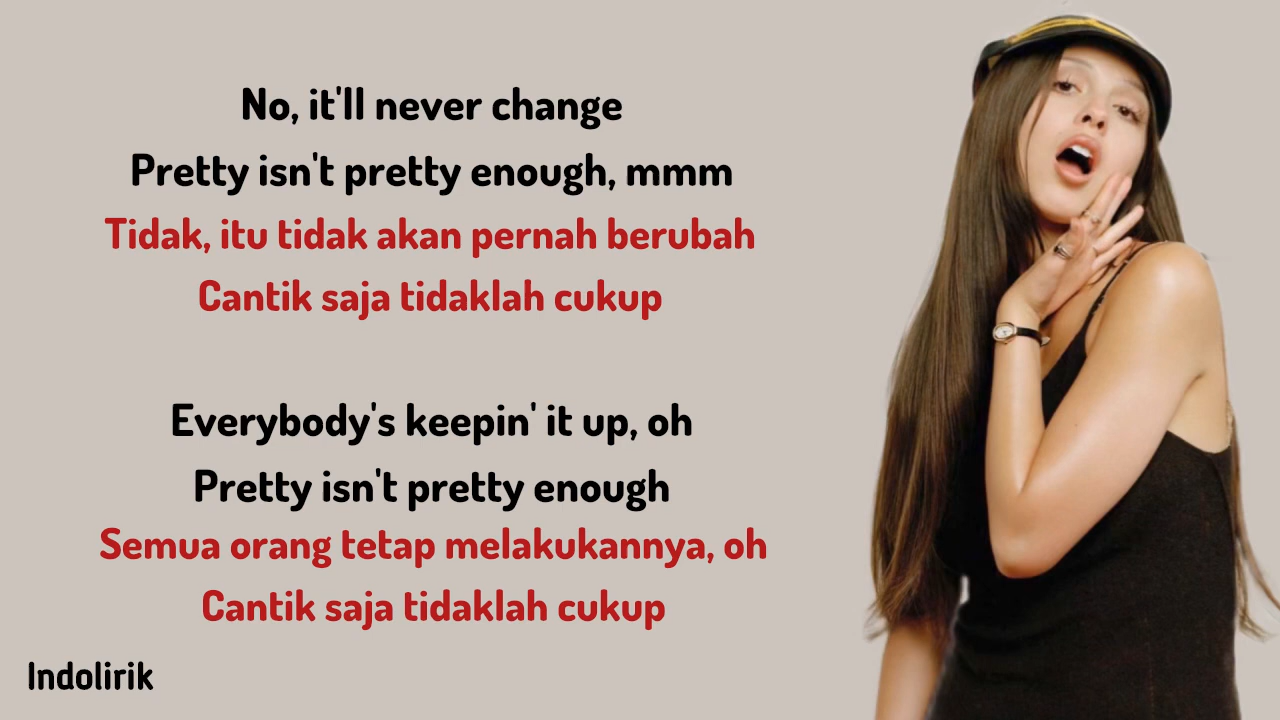 No, it'll never change
Pretty isn't pretty enough, mmm
Tidak, itu tidak akan pernah berubah
Cantik saja tidaklah cukup
Everybody's keepin' it up, oh
Pretty isn't pretty enough
Semua orang tetap melakukannya, oh
Cantik saja tidaklah cukup
Indolirik